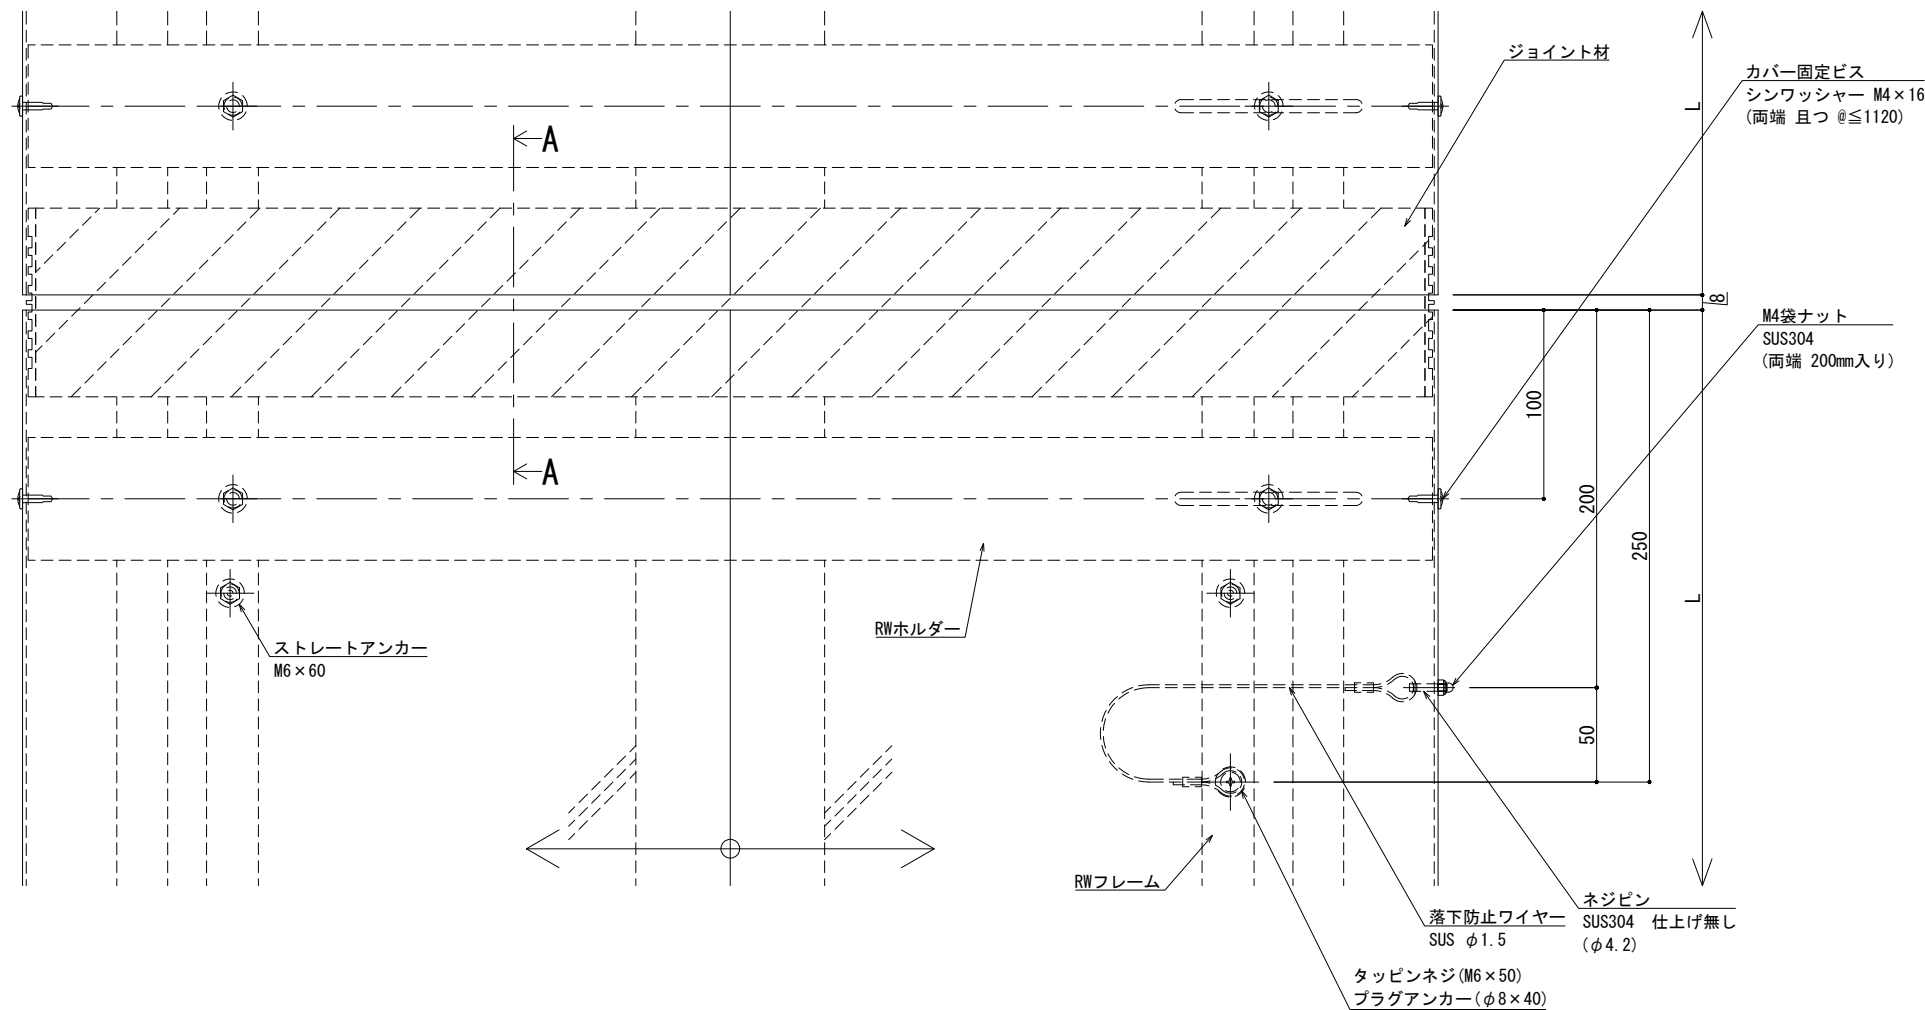 ジョイント材
カバー固定ビス
シンワッシャー M4×16
(両端 且つ @≦1120)
L
A
8
M4袋ナット
SUS304
(両端 200mm入り)
100
A
200
250
L
RWホルダー
ストレートアンカー
M6×60
50
RWフレーム
ネジピン
SUS304 仕上げ無し
(φ4.2)
落下防止ワイヤー
SUS φ1.5
タッピンネジ(M6×50)
プラグアンカー(φ8×40)